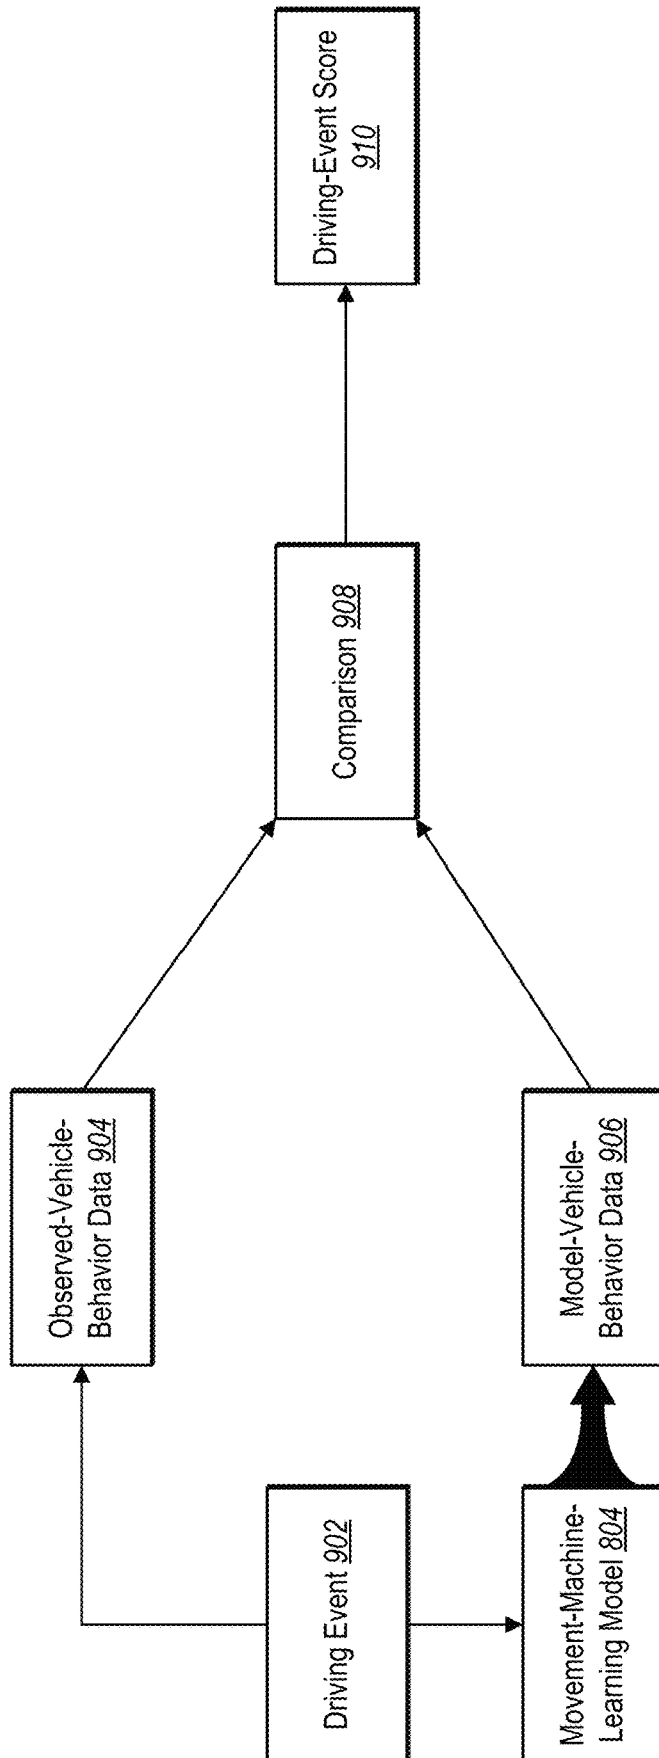 Driving Event 902
Movement-Machine-
Learning Model 804
Observed-Vehicle-
Behavior Data 904
Model-Vehicle-
Behavior Data 906
Comparison 908
Driving-Event Score
910